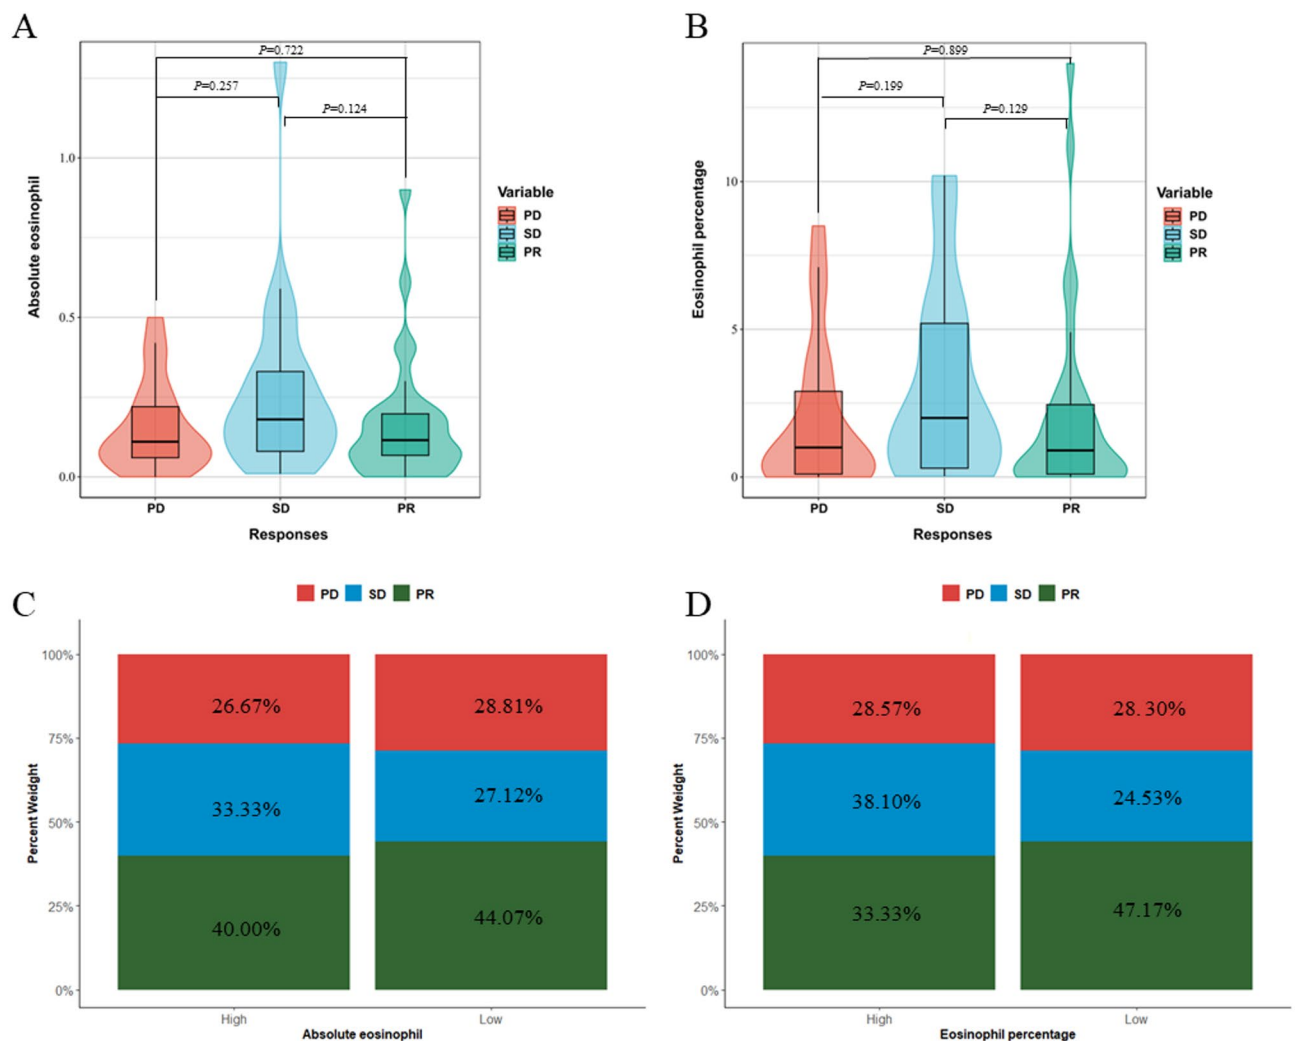 A
P=0.722
P=0.257
P=0.124
Absolute eosinophil
1.0
0.5
0.0
PD
SD
PR
Responses
Variable
PD
SD
PR
B
P=0.899
P=0.199
P=0.129
Eosinophil percentage
10
5
0
PD
SD
PR
Responses
Variable
PD
SD
PR
C
PD SD PR
Percent Weidght
100%
75%
50%
25%
0%
26.67%
28.81%
33.33%
27.12%
40.00%
44.07%
High
Low
Absolute eosinophil
D
PD SD PR
Percent Weidght
100%
75%
50%
25%
0%
28.57%
28.30%
38.10%
24.53%
33.33%
47.17%
High
Low
Eosinophil percentage